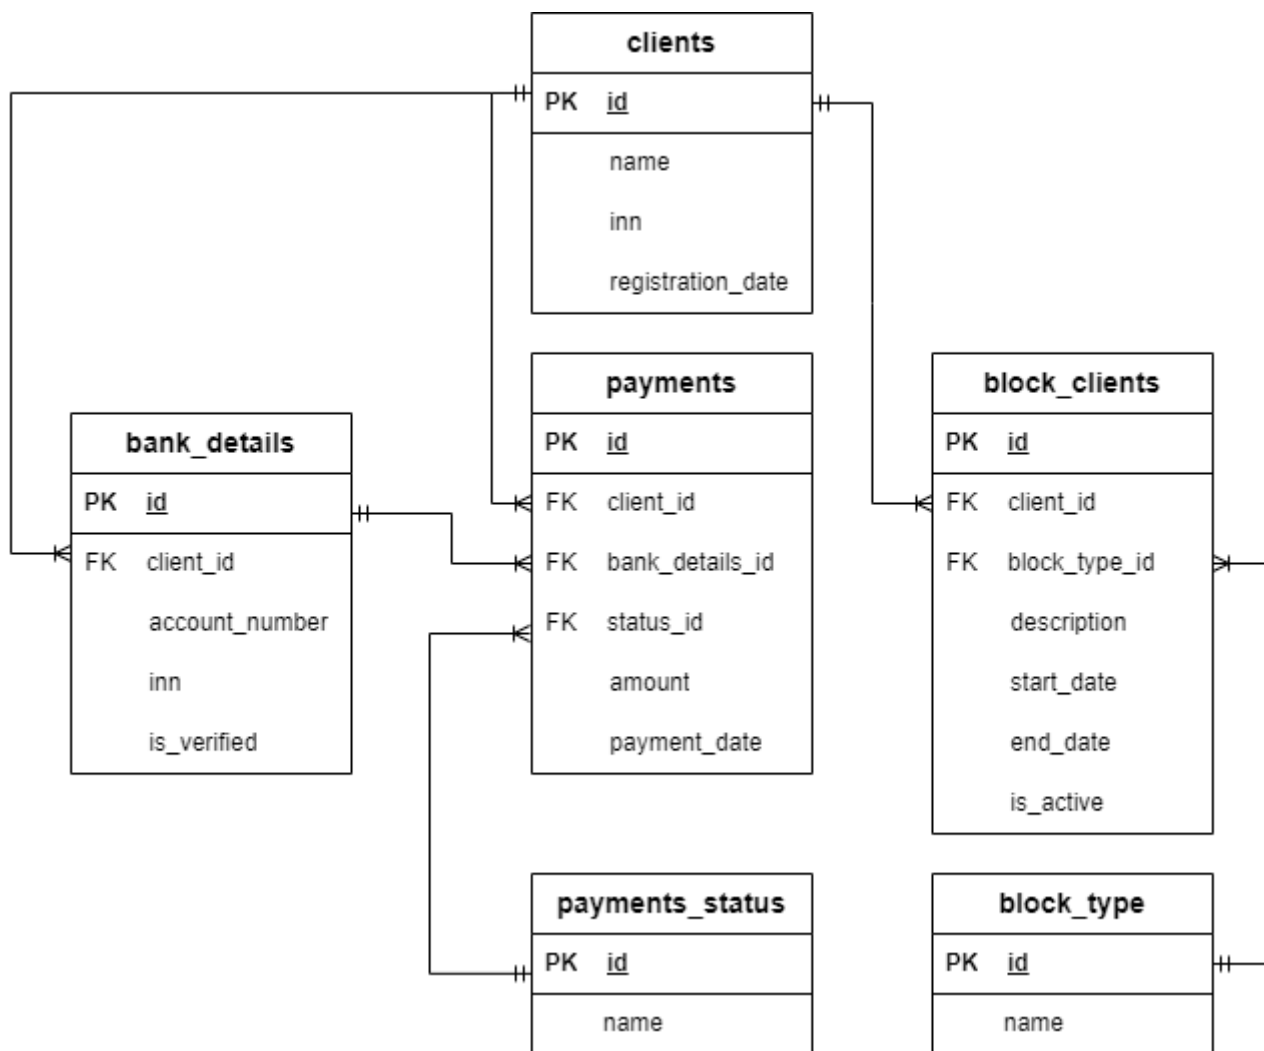 clients
PK id
name
inn
registration_date
bank_details
PK id
FK client_id
account_number
inn
is_verified
payments
PK id
FK client_id
FK bank_details_id
FK status_id
amount
payment_date
block_clients
PK id
FK client_id
FK block_type_id
description
start_date
end_date
is_active
payments_status
PK id
name
block_type
PK id
name